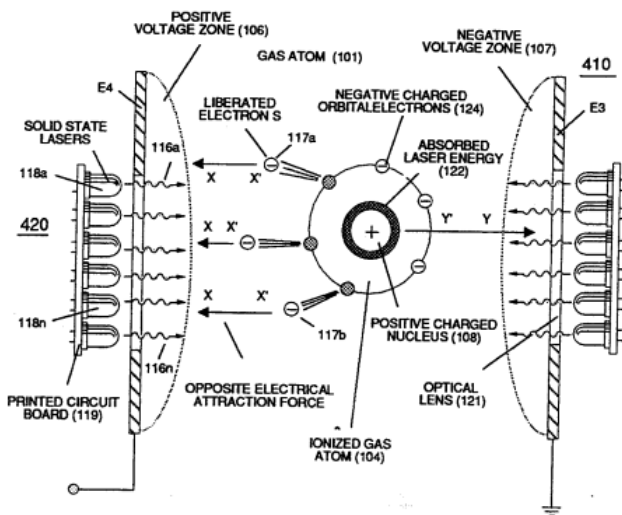 POSITIVE
VOLTAGE ZONE (106)
GAS ATOM (101)
NEGATIVE
VOLTAGE ZONE (107)
410
E4
E3
NEGATIVE CHARGED
ORBITALELECTRONS (124)
LIBERATED
ELECTRON S
117a
SOLID STATE
LASERS
116a
118a
ABSORBED
LASER ENERGY
(122)
X X'
420
X X'
+
Y' Y
X X'
118n
117b
POSITIVE CHARGED
NUCLEUS (108)
116n
OPPOSITE ELECTRICAL
ATTRACTION FORCE
OPTICAL
LENS (121)
PRINTED CIRCUIT
BOARD (119)
IONIZED GAS
ATOM (104)